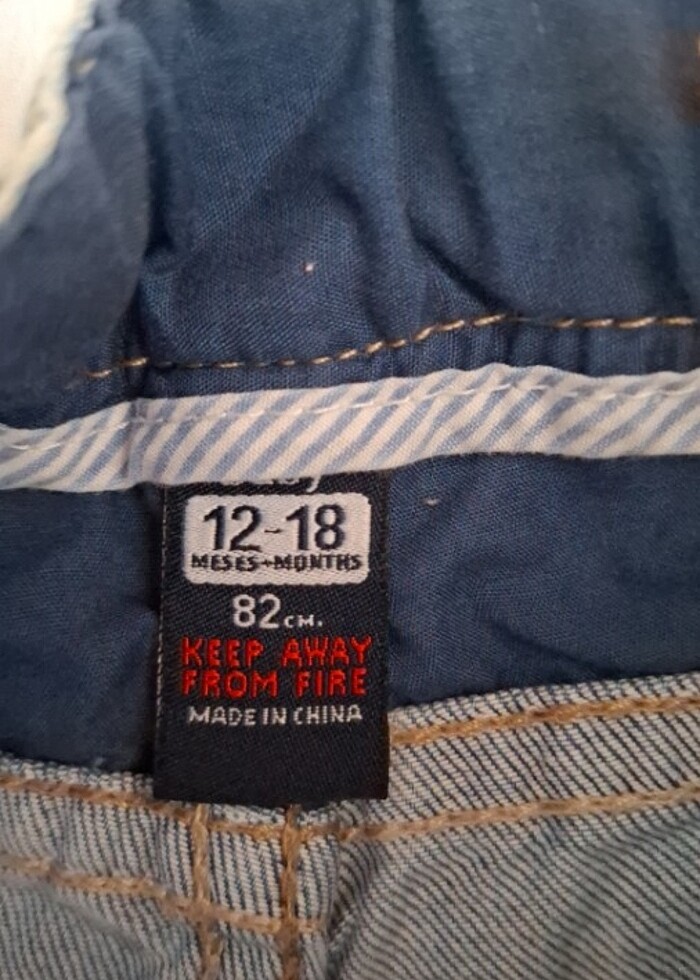 12-18
MESES-MONTHS
82CM.
KEEP AWAY
FROM FIRE
MADE IN CHINA